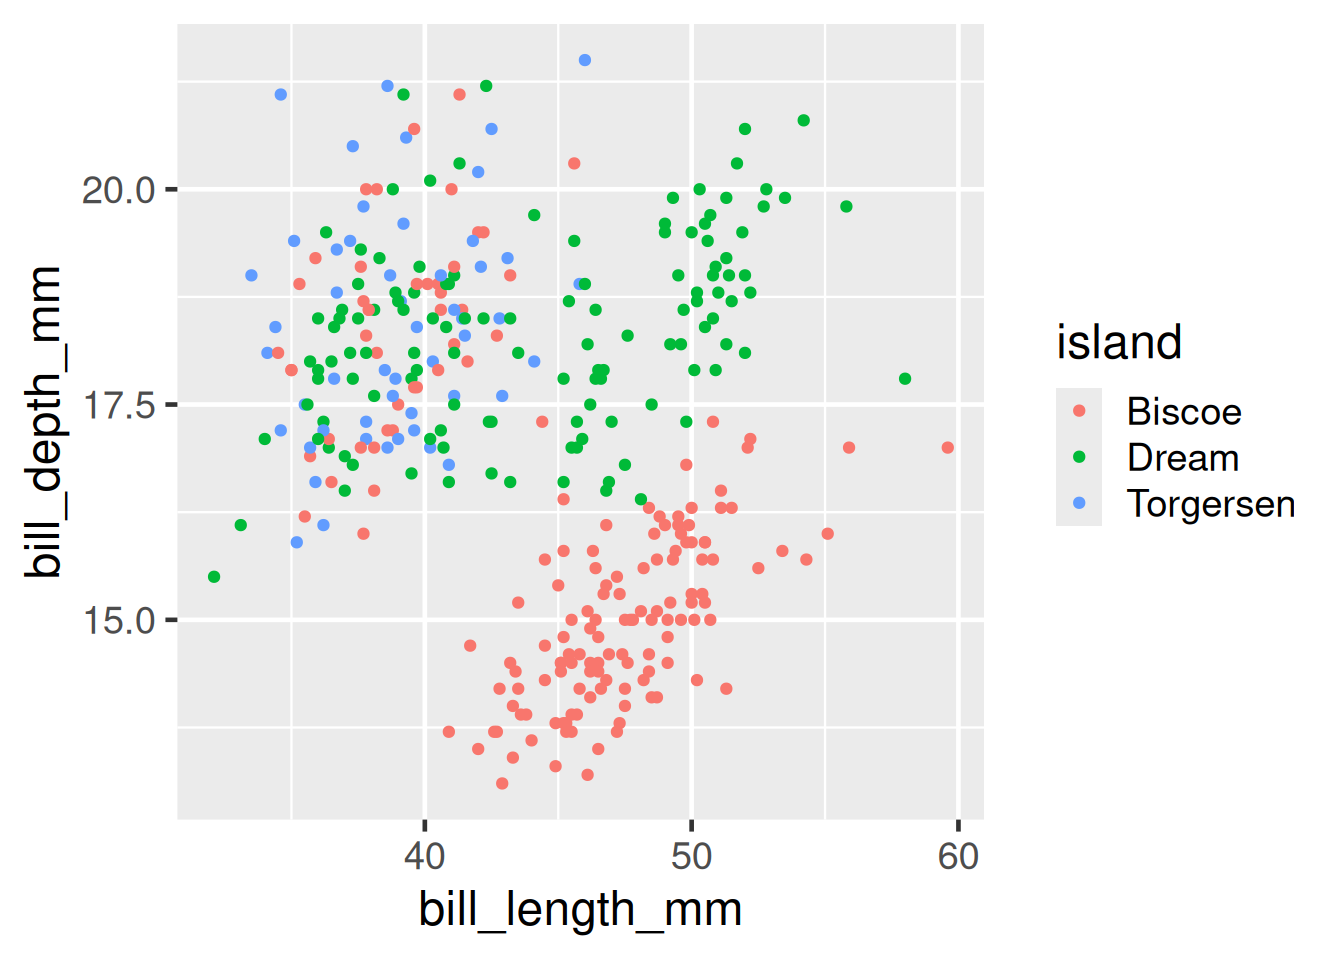 20.0
17.5
15.0
bill_depth_mm
40
50
60
bill_length_mm
island
Biscoe
Dream
Torgersen